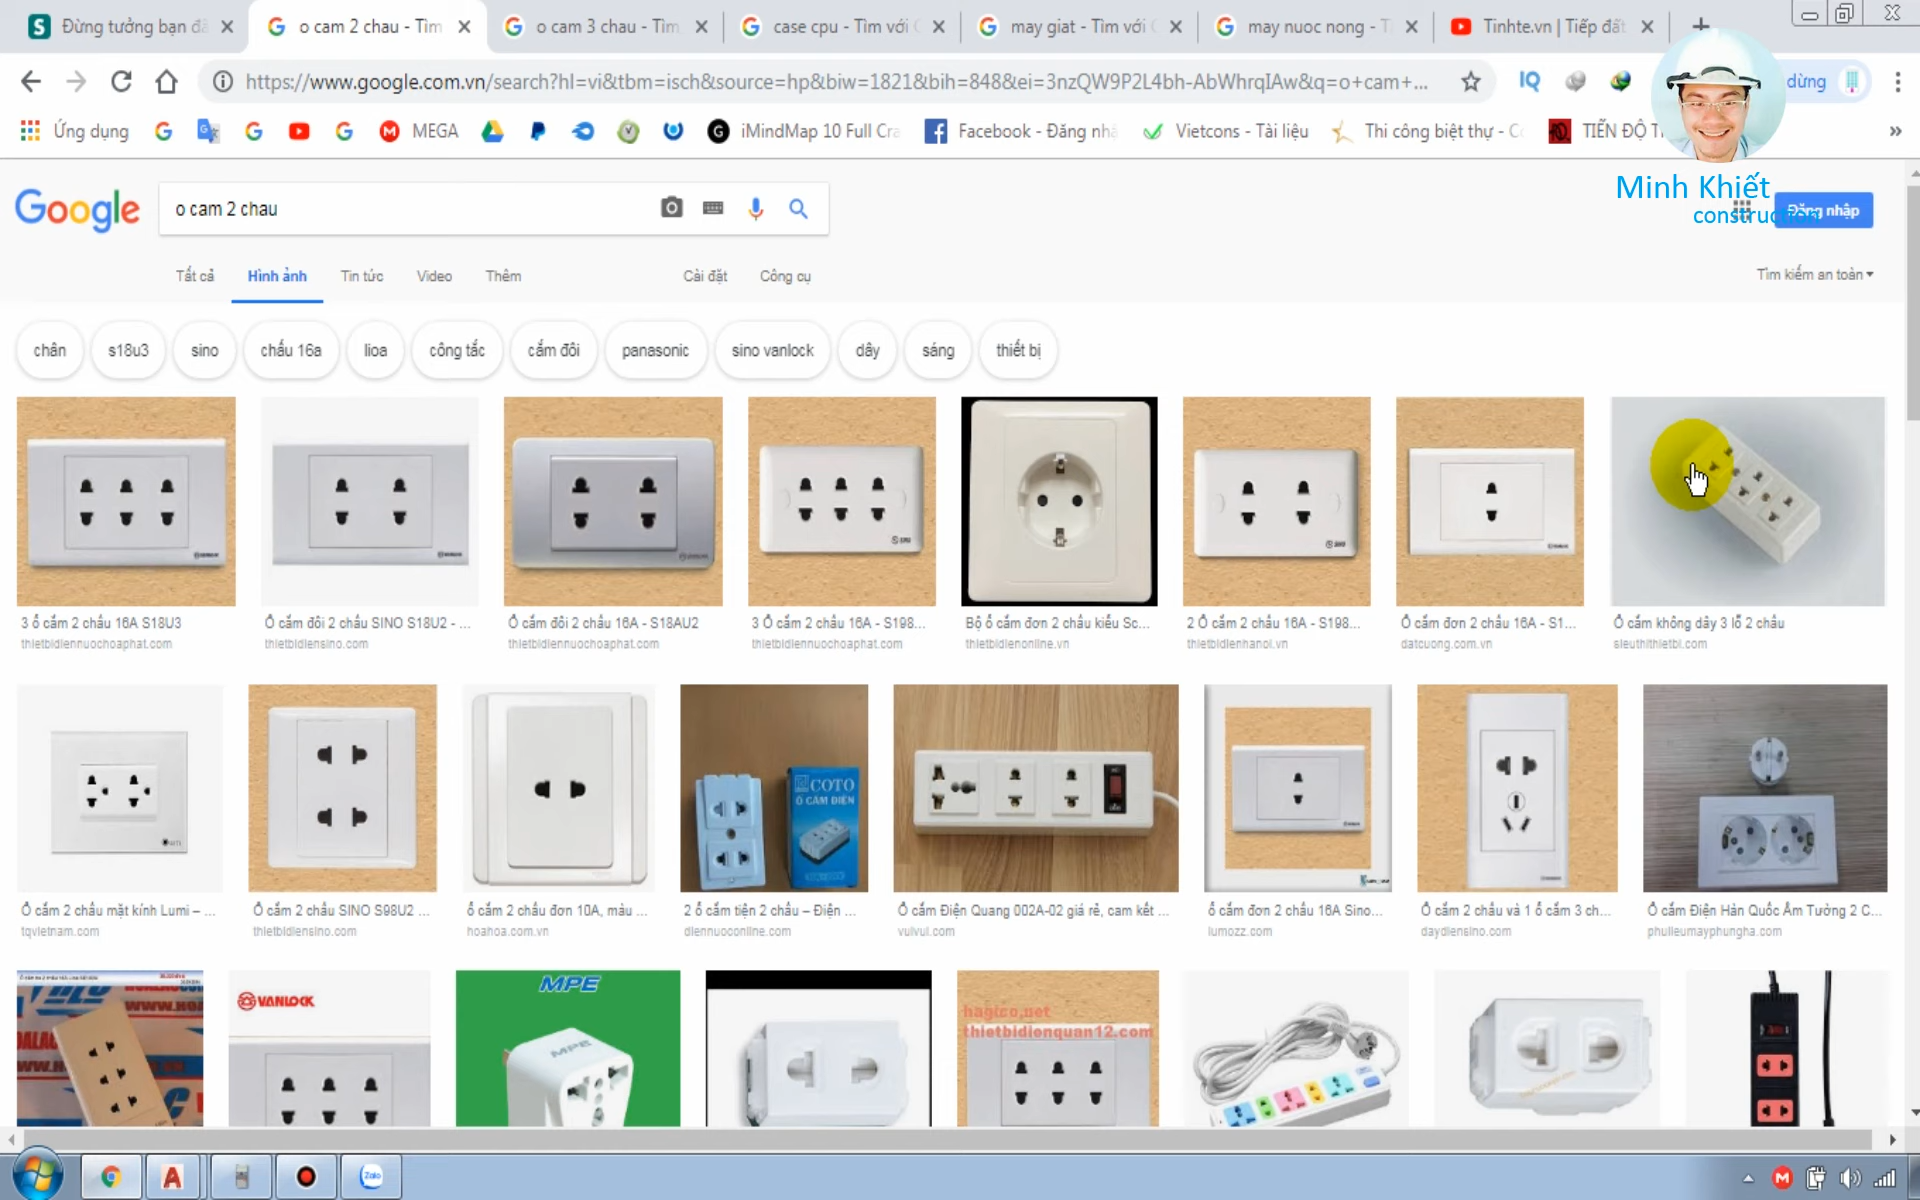 Đừng tưởng bạn đã
o cam 2 chau - Tìm
o cam 3 chau - Tìm
case cpu - Tìm với
may giat - Tìm với
may nuoc nong - T
Tinhte.vn | Tiếp đất
https://www.google.com.vn/search?hl=vi&tbm=isch&source=hp&biw=1821&bih=848&ei=3nzQW9P2L4bh-AbWhrqIAw&q=o+cam+...
IQ
dừng
Ứng dụng
MEGA
iMindMap 10 Full Cra
Facebook - Đăng nhậ
Vietcons - Tài liệu
Thi công biệt thự - Cô
TIẾN ĐỘ T
Minh Khiết
construction
Google
o cam 2 chau
Đăng nhập
Tất cả
Hình ảnh
Tin tức
Video
Thêm
Cài đặt
Công cụ
Tìm kiếm an toàn
chân
s18u3
sino
chấu 16a
lioa
công tắc
cắm đôi
panasonic
sino vanlock
dây
sáng
thiết bị
3 ổ cắm 2 chấu 16A S18U3
Ổ cắm đôi 2 chấu SINO S18U2 - ...
Ổ cắm đôi 2 chấu 16A - S18AU2
3 Ổ cắm 2 chấu 16A - S198...
Bộ ổ cắm đơn 2 chấu kiểu Sc...
2 Ổ cắm 2 chấu 16A - S198...
Ổ cắm đơn 2 chấu 16A - S1...
Ổ cắm không dây 3 lỗ 2 chấu
thietbidiennuochoaphat.com
thietbidiensino.com
thietbidiennuochoaphat.com
thietbidiennuochoaphat.com
thietbidienonline.vn
thietbidienhanoi.vn
datcuong.com.vn
sieuthithietbi.com
COTO
Ổ CẮM ĐIỆN
Ổ cắm 2 chấu mặt kính Lumi – ...
Ổ cắm 2 chấu SINO S98U2 ...
ổ cắm 2 chấu đơn 10A, màu ...
2 ổ cắm tiện 2 chấu – Điện ...
Ổ cắm Điện Quang 002A-02 giá rẻ, cam kết ...
ổ cắm đơn 2 chấu 16A Sino...
Ổ cắm 2 chấu và 1 ổ cắm 3 ch...
Ổ cắm Điện Hàn Quốc Âm Tường 2 C...
tqvietnam.com
thietbidiensino.com
hoahoa.com.vn
diennuoconline.com
vuivui.com
lumozz.com
daydiensino.com
phulieumayphungha.com
VANLOCK
MPE
MPE
hagico.net
thietbidienquan12.com
Zalo